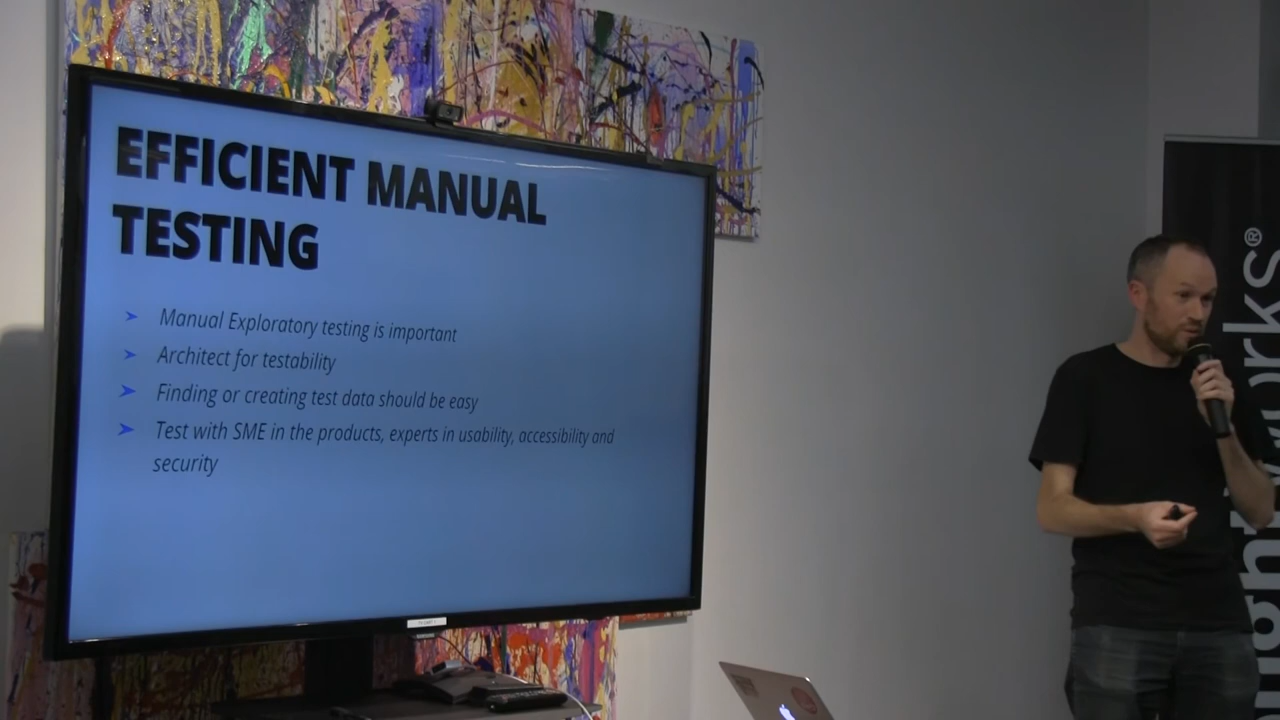 EFFICIENT MANUAL
TESTING
Manual Exploratory testing is important
Architect for testability
Finding or creating test data should be easy
Test with SME in the products, experts in usability, accessibility and
security
SAMSUNG